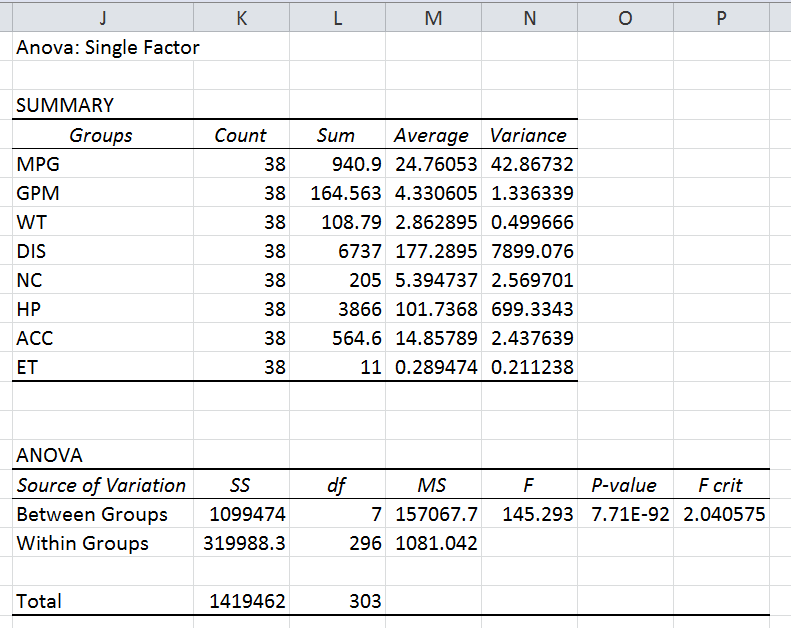 J K L M N O P
Anova: Single Factor
SUMMARY
Groups Count Sum Average Variance
MPG 38 940.9 24.76053 42.86732
GPM 38 164.563 4.330605 1.336339
WT 38 108.79 2.862895 0.499666
DIS 38 6737 177.2895 7899.076
NC 38 205 5.394737 2.569701
HP 38 3866 101.7368 699.3343
ACC 38 564.6 14.85789 2.437639
ET 38 11 0.289474 0.211238
ANOVA
Source of Variation SS df MS F P-value F crit
Between Groups 1099474 7 157067.7 145.293 7.71E-92 2.040575
Within Groups 319988.3 296 1081.042
Total 1419462 303